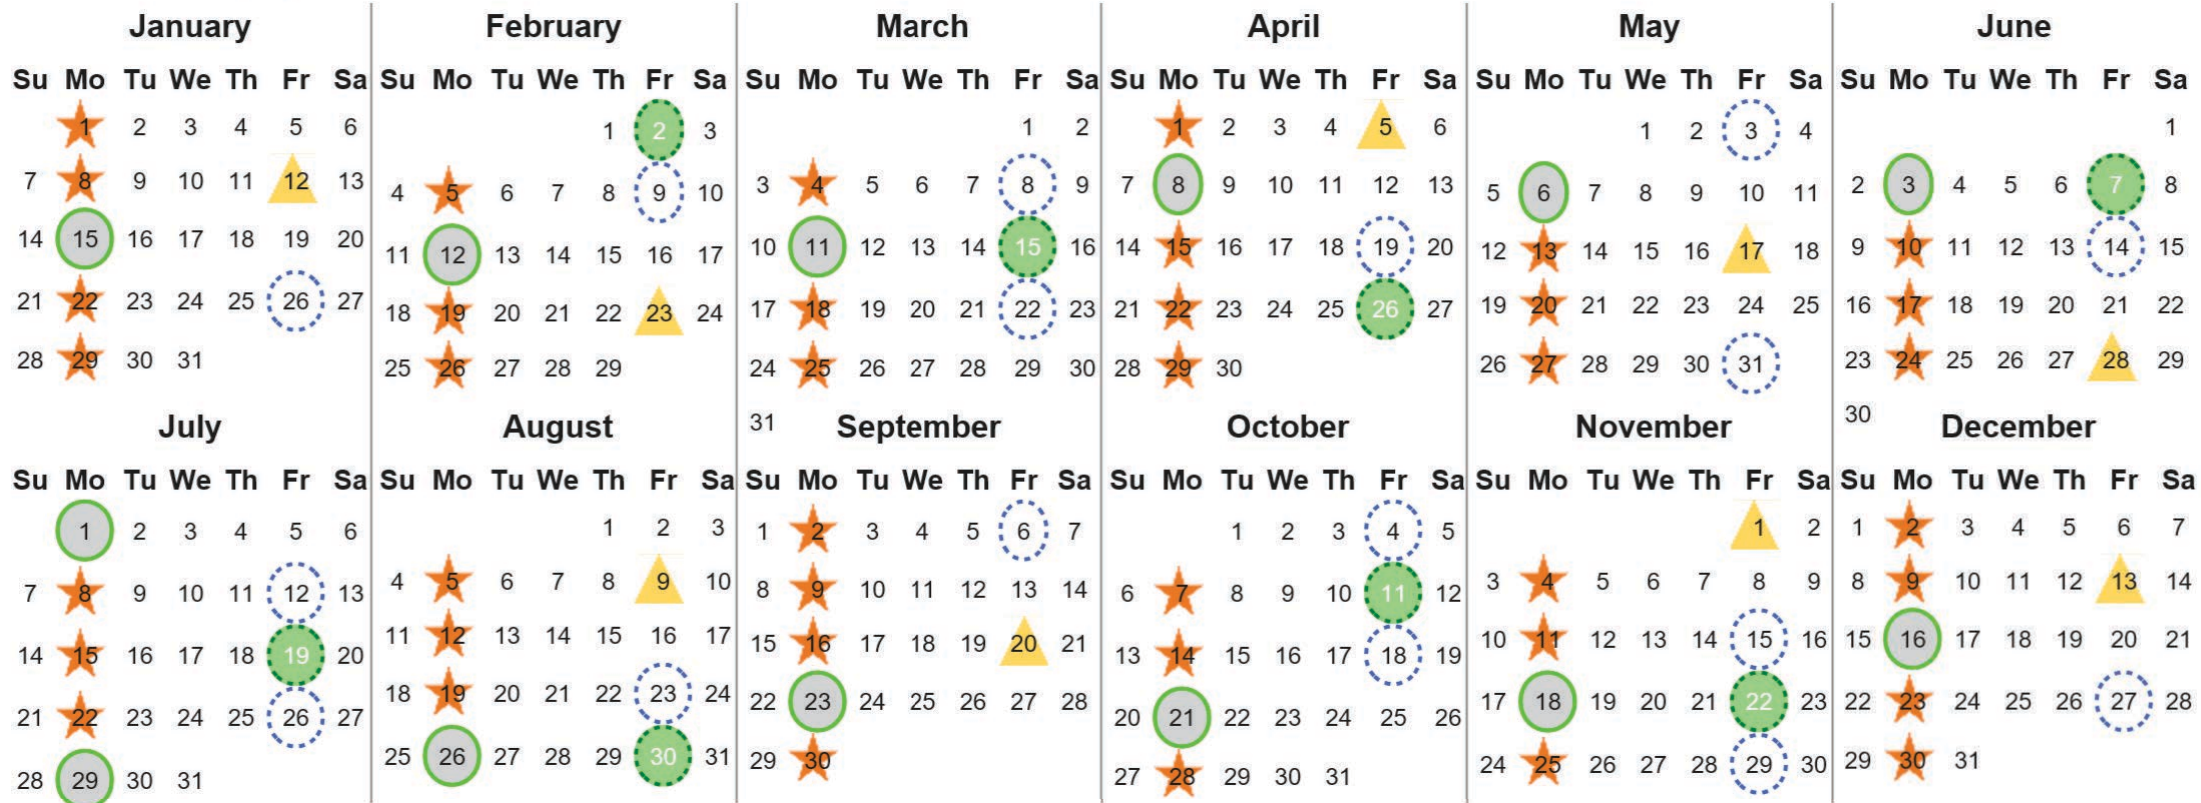 January
Su Mo Tu We Th Fr Sa
1 2 3 4 5 6
7 8 9 10 11 12 13
14 15 16 17 18 19 20
21 22 23 24 25 26 27
28 29 30 31
February
Su Mo Tu We Th Fr Sa
1 2 3
4 5 6 7 8 9 10
11 12 13 14 15 16 17
18 19 20 21 22 23 24
25 26 27 28 29
March
Su Mo Tu We Th Fr Sa
1 2
3 4 5 6 7 8 9
10 11 12 13 14 15 16
17 18 19 20 21 22 23
24 25 26 27 28 29 30
31
April
Su Mo Tu We Th Fr Sa
1 2 3 4 5 6
7 8 9 10 11 12 13
14 15 16 17 18 19 20
21 22 23 24 25 26 27
28 29 30
May
Su Mo Tu We Th Fr Sa
1 2 3 4
5 6 7 8 9 10 11
12 13 14 15 16 17 18
19 20 21 22 23 24 25
26 27 28 29 30 31
June
Su Mo Tu We Th Fr Sa
1
2 3 4 5 6 7 8
9 10 11 12 13 14 15
16 17 18 19 20 21 22
23 24 25 26 27 28 29
30
July
Su Mo Tu We Th Fr Sa
1 2 3 4 5 6
7 8 9 10 11 12 13
14 15 16 17 18 19 20
21 22 23 24 25 26 27
28 29 30 31
August
Su Mo Tu We Th Fr Sa
1 2 3
4 5 6 7 8 9 10
11 12 13 14 15 16 17
18 19 20 21 22 23 24
25 26 27 28 29 30 31
September
Su Mo Tu We Th Fr Sa
1 2 3 4 5 6 7
8 9 10 11 12 13 14
15 16 17 18 19 20 21
22 23 24 25 26 27 28
29 30
October
Su Mo Tu We Th Fr Sa
1 2 3 4 5
6 7 8 9 10 11 12
13 14 15 16 17 18 19
20 21 22 23 24 25 26
27 28 29 30 31
November
Su Mo Tu We Th Fr Sa
1 2
3 4 5 6 7 8 9
10 11 12 13 14 15 16
17 18 19 20 21 22 23
24 25 26 27 28 29 30
December
Su Mo Tu We Th Fr Sa
1 2 3 4 5 6 7
8 9 10 11 12 13 14
15 16 17 18 19 20 21
22 23 24 25 26 27 28
29 30 31